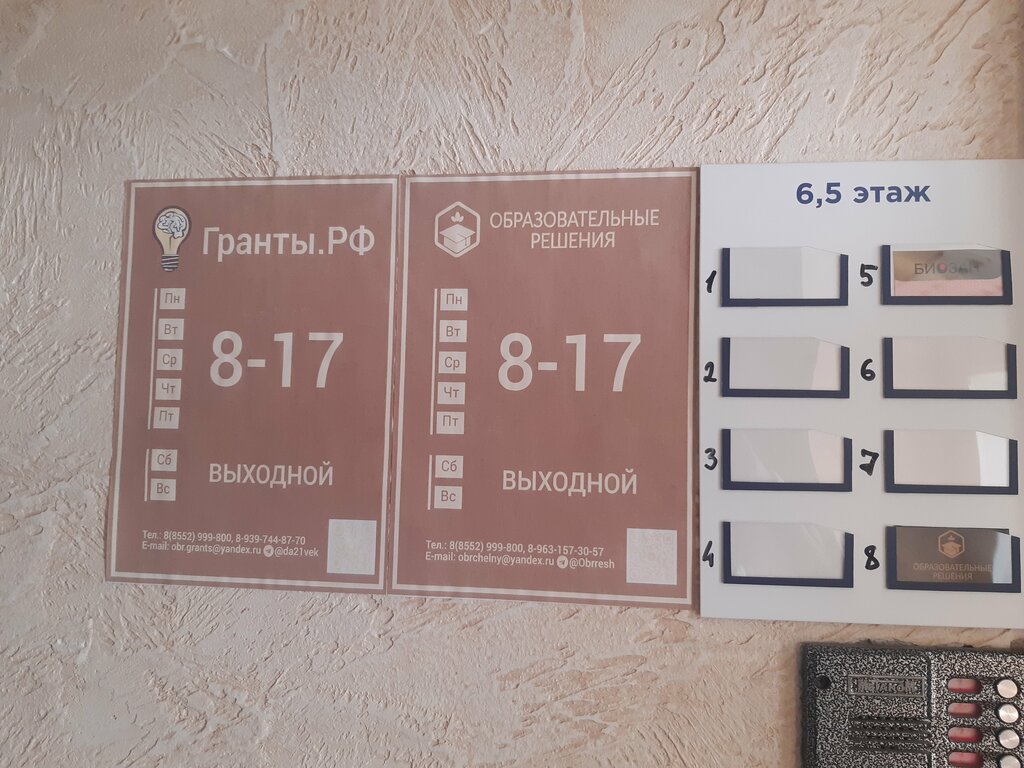 Гранты.РФ
Пн
Вт
Ср
Чт
Пт
8-17
Сб
Вс
ВЫХОДНОЙ
Тел.: 8(8552) 999-800, 8-939-744-87-70
E-mail: obr.grants@yandex.ru @da21vek
ОБРАЗОВАТЕЛЬНЫЕ
РЕШЕНИЯ
Пн
Вт
Ср
Чт
Пт
8-17
Сб
Вс
ВЫХОДНОЙ
Тел.: 8(8552) 999-800, 8-963-157-30-57
E-mail: obrchelny@yandex.ru @Obrresh
6,5 этаж
1
2
3
4
5
6
7
8
ОБРАЗОВАТЕЛЬНЫЕ
РЕШЕНИЯ